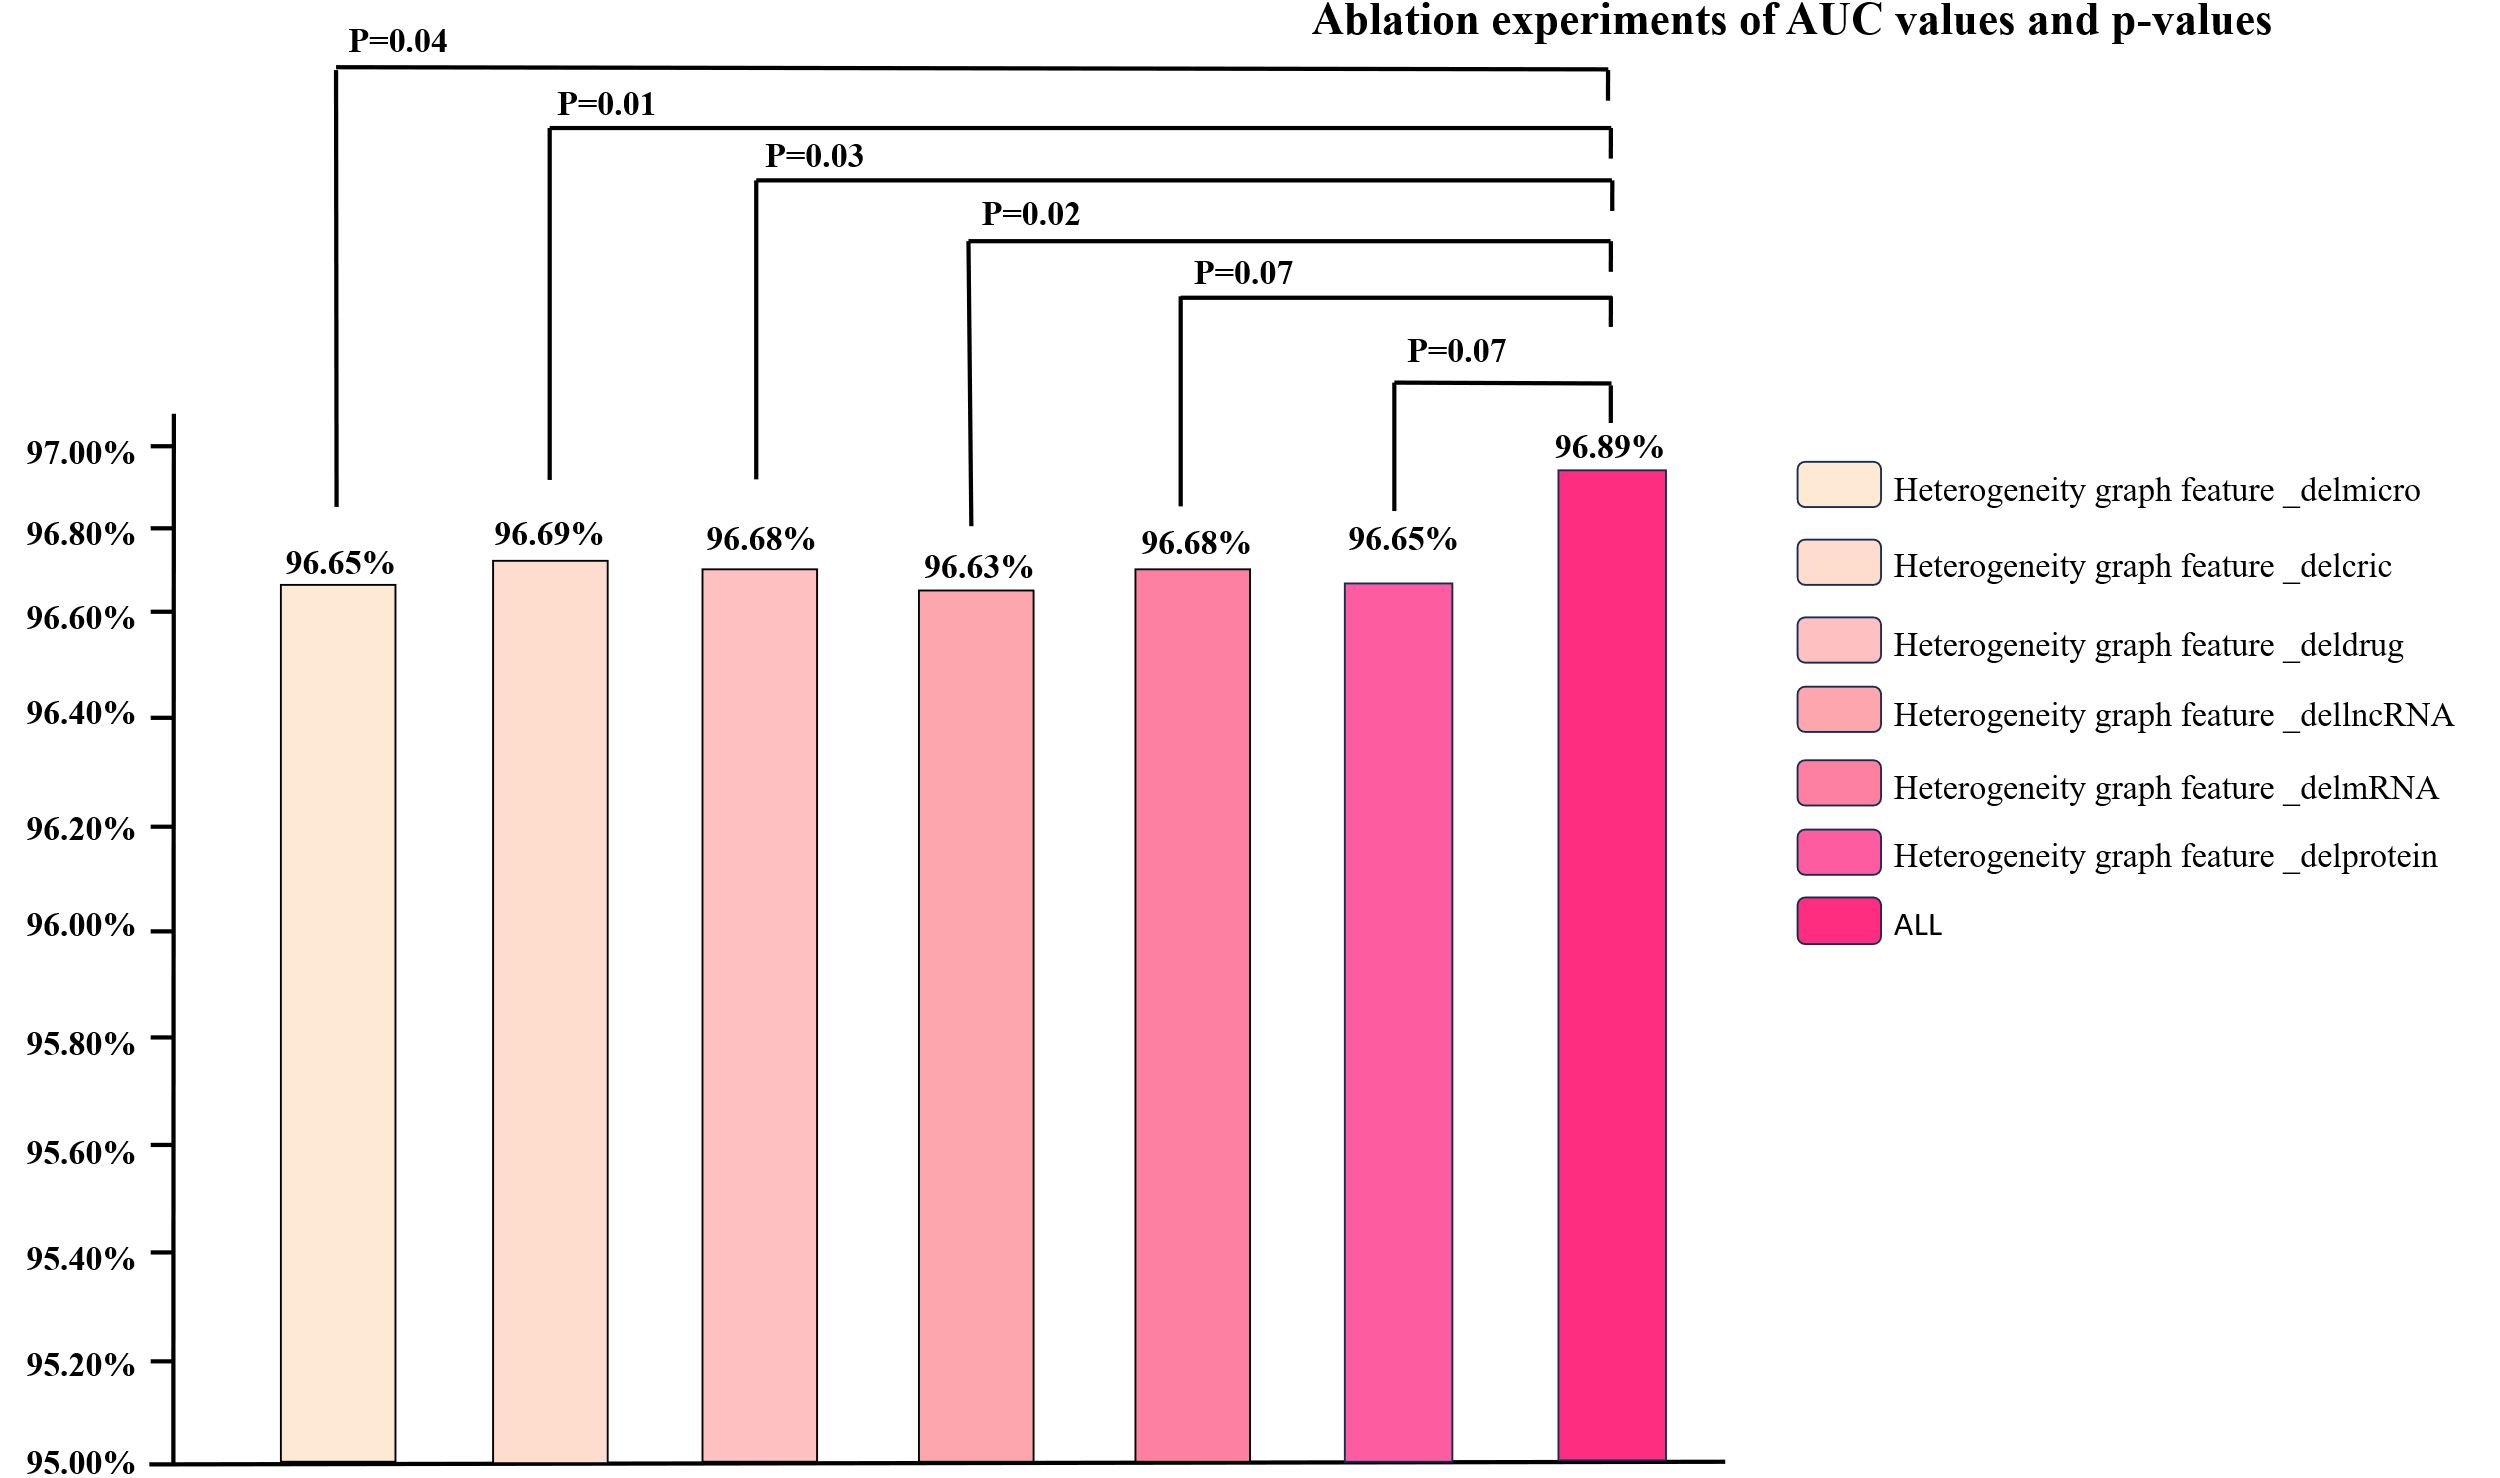 Ablation experiments of AUC values and p-values
P=0.04
P=0.01
P=0.03
P=0.02
P=0.07
P=0.07
97.00%
96.80%
96.60%
96.40%
96.20%
96.00%
95.80%
95.60%
95.40%
95.20%
95.00%
96.65%
96.69%
96.68%
96.63%
96.68%
96.65%
96.89%
Heterogeneity graph feature _delmicro
Heterogeneity graph feature _delcric
Heterogeneity graph feature _deldrug
Heterogeneity graph feature _dellncRNA
Heterogeneity graph feature _delmRNA
Heterogeneity graph feature _delprotein
ALL